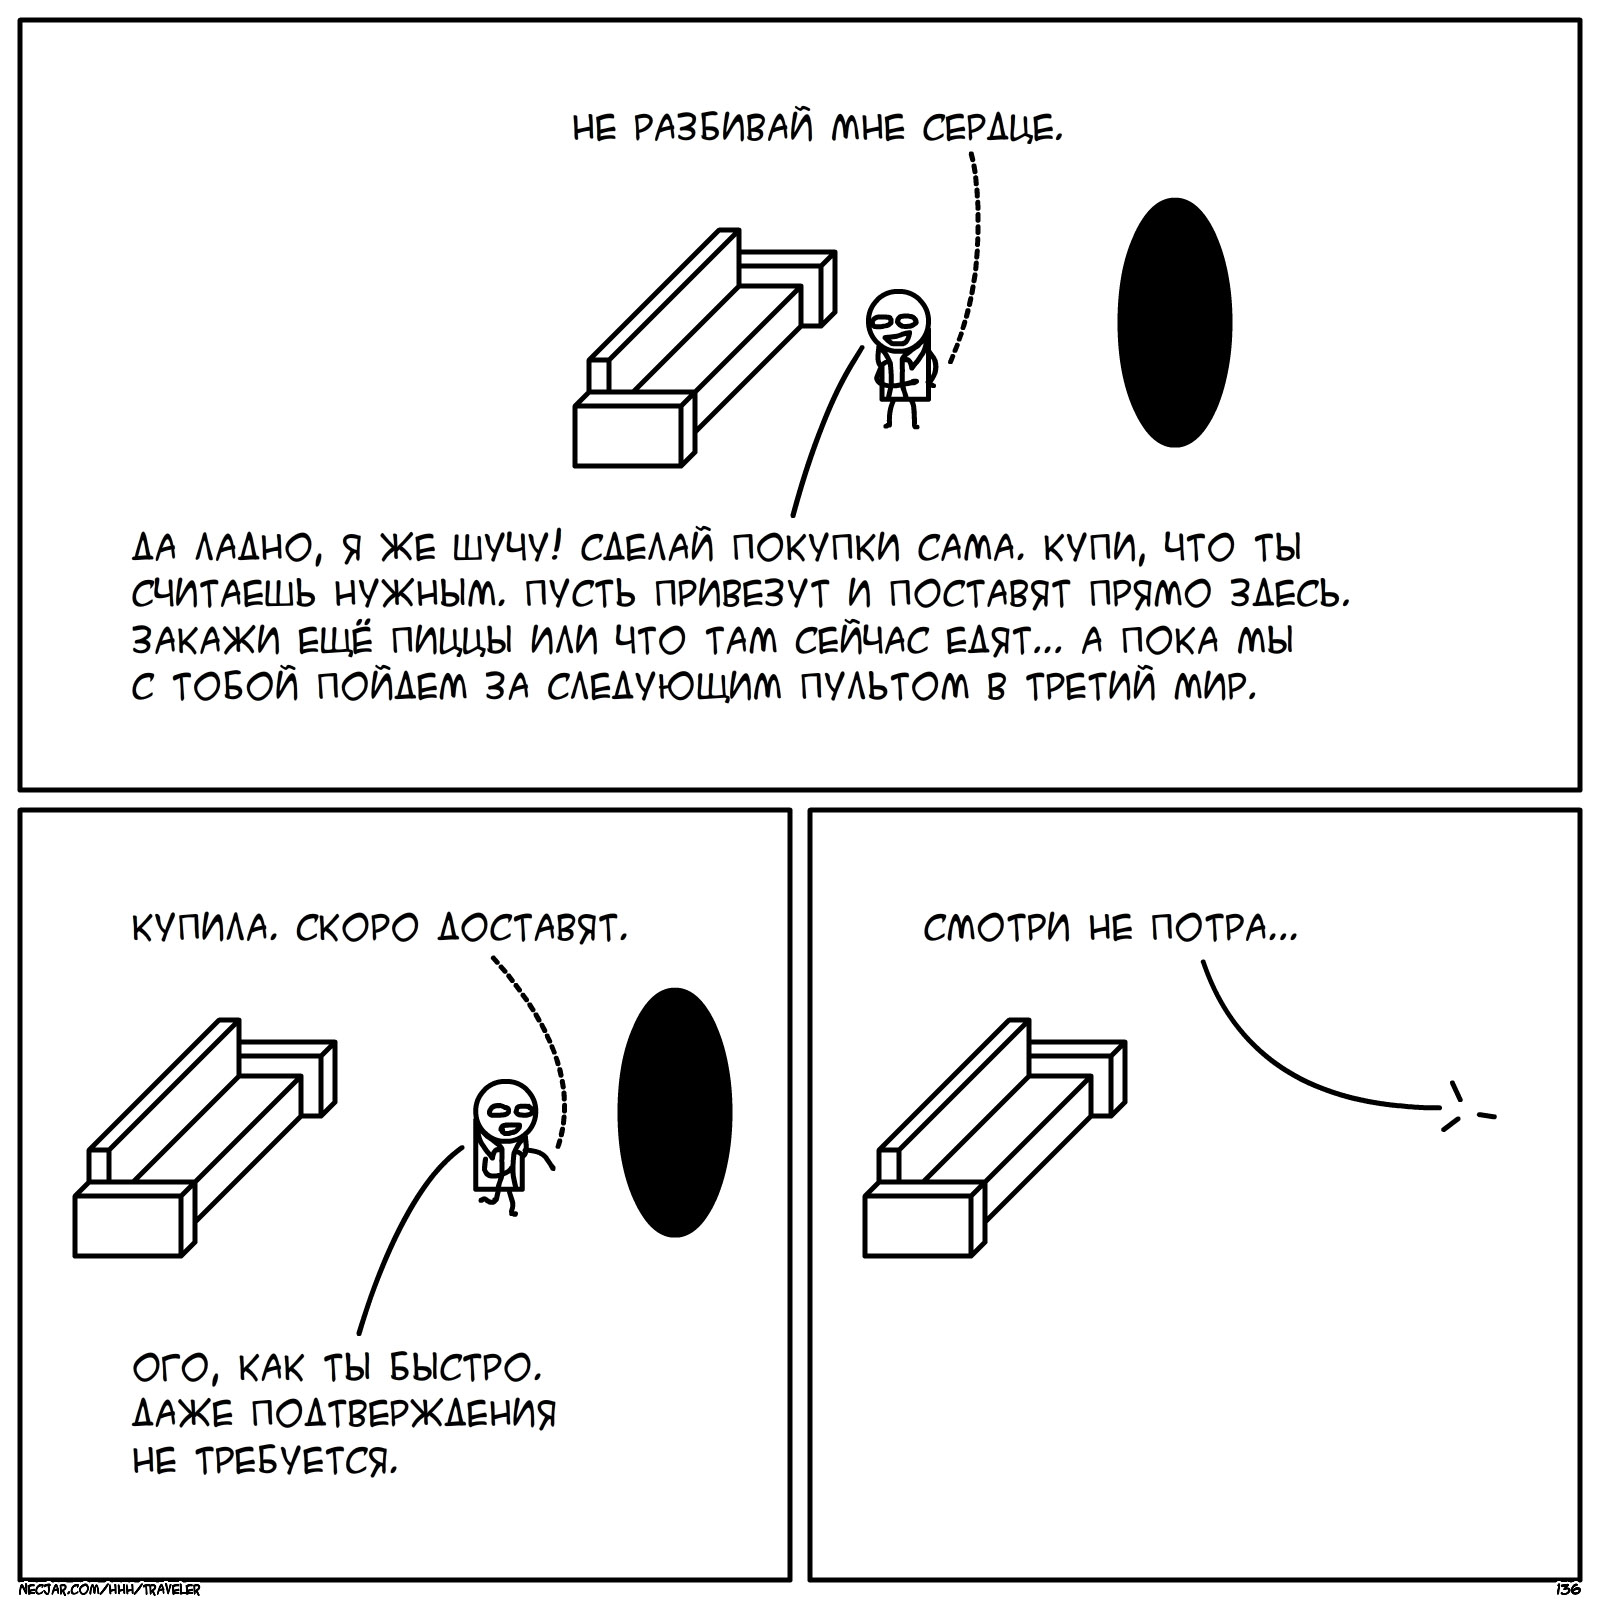 НЕ РАЗБИВАЙ МНЕ СЕРДЦЕ.
ДА ЛАДНО, Я ЖЕ ШУЧУ! СДЕЛАЙ ПОКУПКИ САМА. КУПИ, ЧТО ТЫ
СЧИТАЕШЬ НУЖНЫМ. ПУСТЬ ПРИВЕЗУТ И ПОСТАВЯТ ПРЯМО ЗДЕСЬ.
ЗАКАЖИ ЕЩЁ ПИЦЦЫ ИЛИ ЧТО ТАМ СЕЙЧАС ЕДЯТ... А ПОКА МЫ
С ТОБОЙ ПОЙДЕМ ЗА СЛЕДУЮЩИМ ПУЛЬТОМ В ТРЕТИЙ МИР.
КУПИЛА. СКОРО ДОСТАВЯТ.
ОГО, КАК ТЫ БЫСТРО.
ДАЖЕ ПОДТВЕРЖДЕНИЯ
НЕ ТРЕБУЕТСЯ.
СМОТРИ НЕ ПОТРА...
NECJAR.COM/HHH/TRAVELER
136